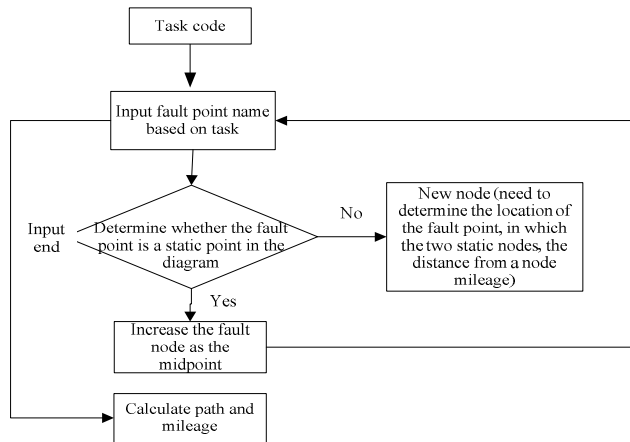 Task code
Input fault point name
based on task
Input
end
Determine whether the fault
point is a static point in the
diagram
No
New node (need to
determine the location of
the fault point, in which
the two static nodes, the
distance from a node
mileage)
Yes
Increase the fault
node as the
midpoint
Calculate path and
mileage